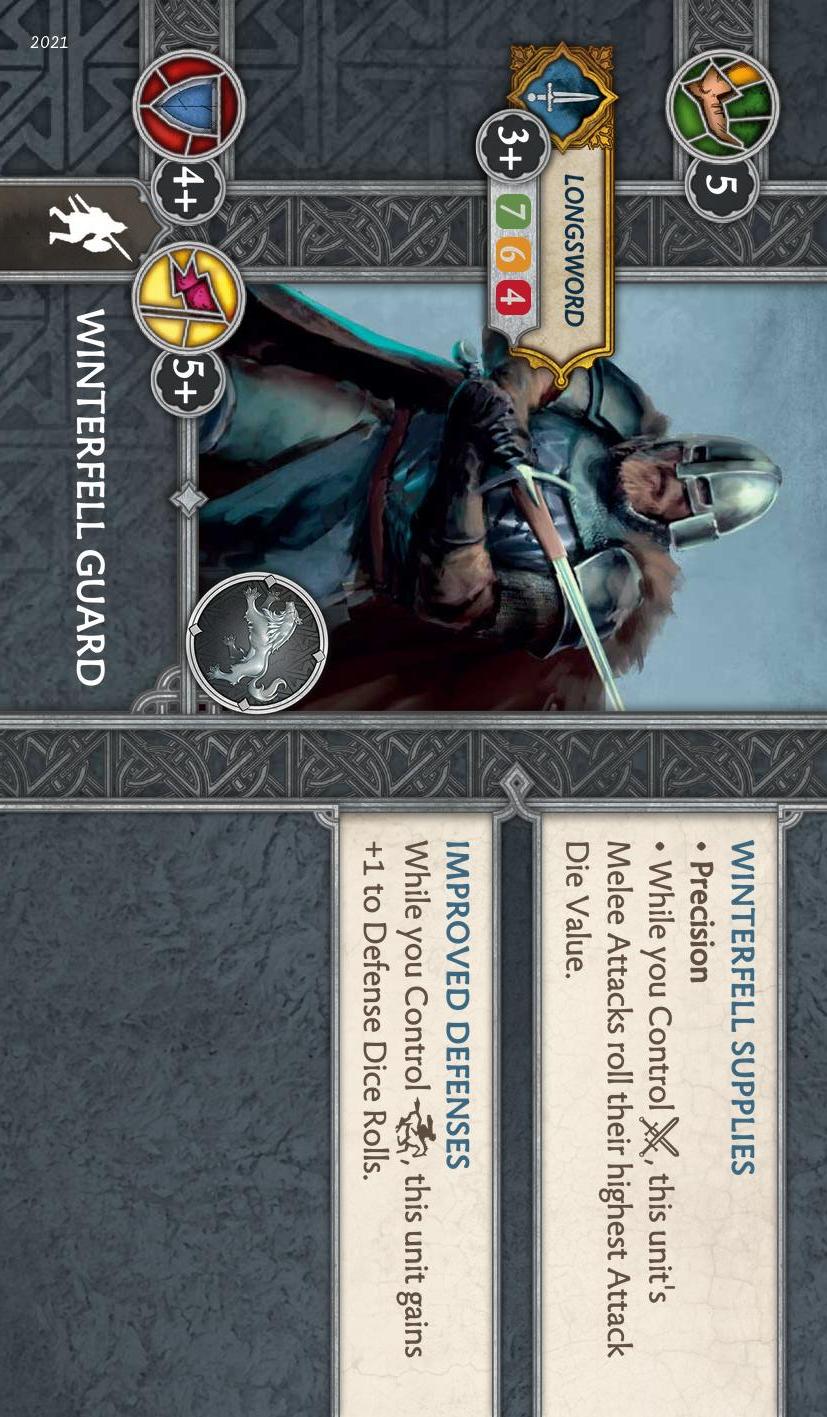 5
LONGSWORD
3+
7 6 4
4+
5+
WINTERFELL GUARD
2021
WINTERFELL SUPPLIES
• Precision
• While you Control , this unit's
Melee Attacks roll their highest Attack
Die Value.
IMPROVED DEFENSES
While you Control , this unit gains
+1 to Defense Dice Rolls.